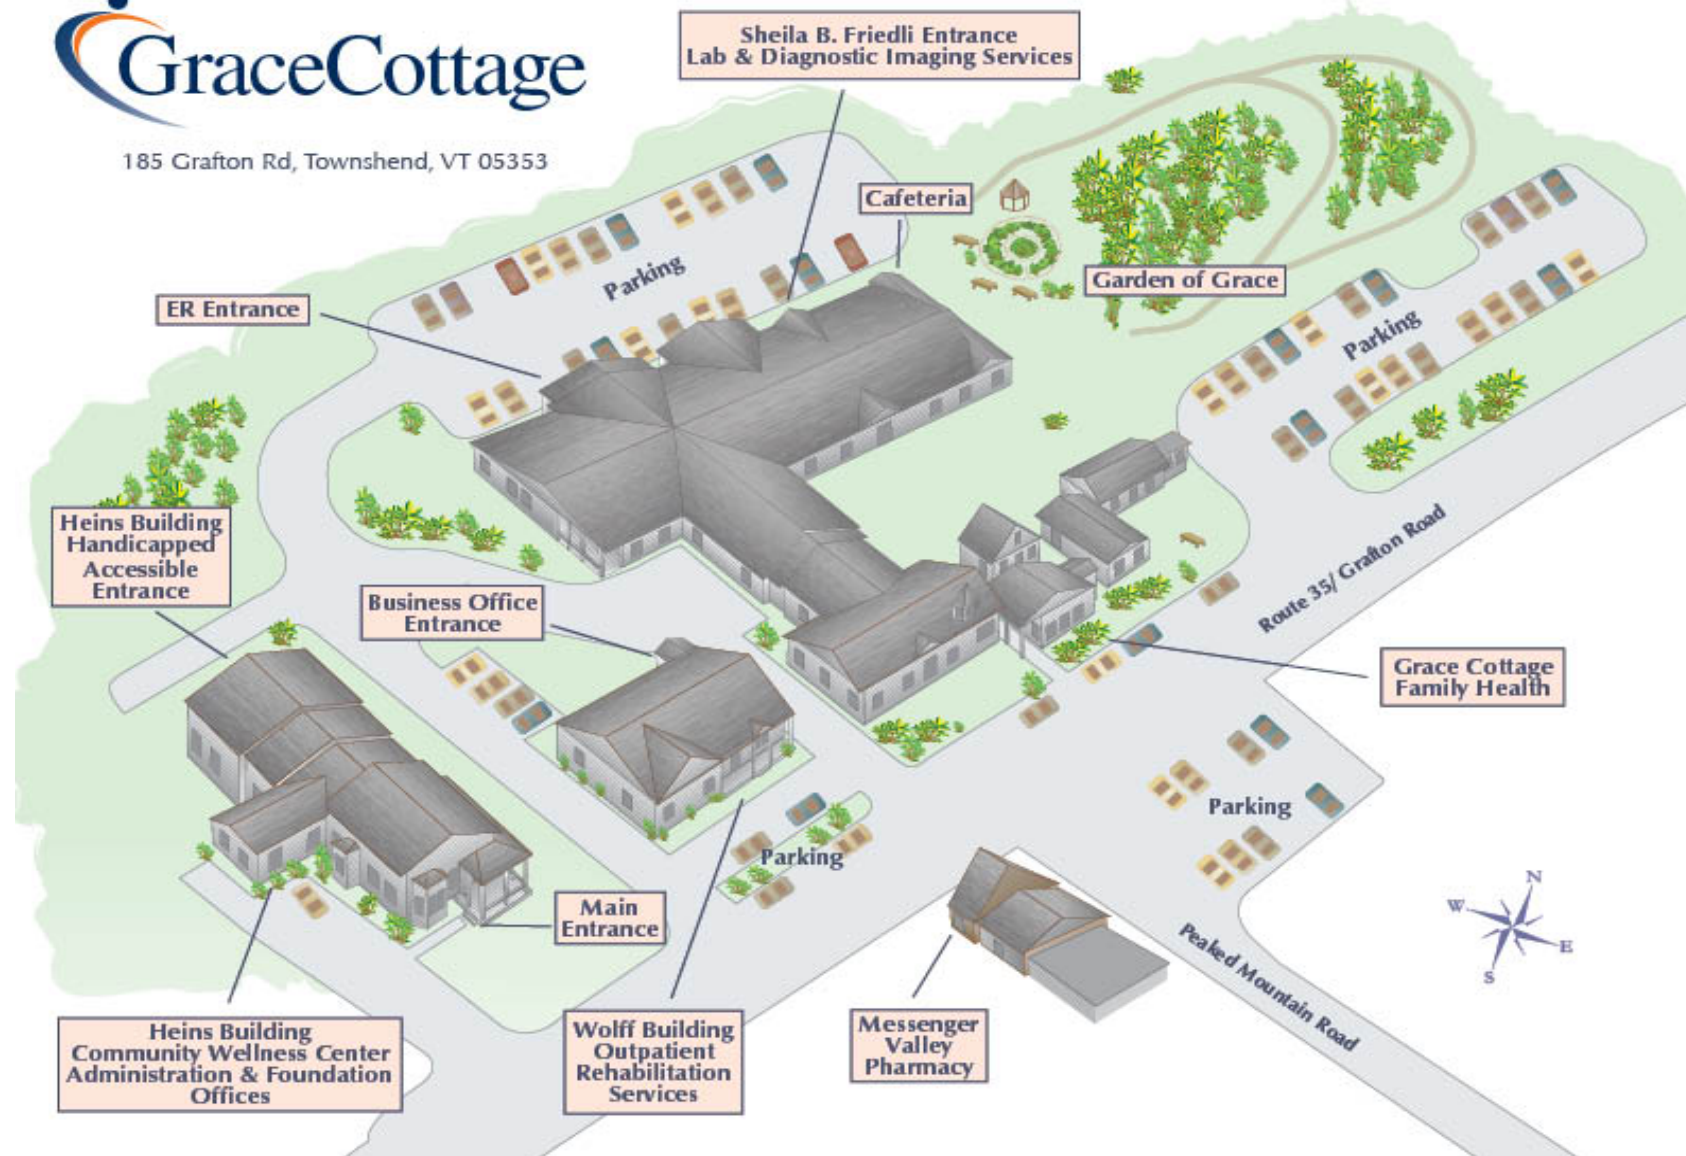 GraceCottage
185 Grafton Rd, Townshend, VT 05353
Sheila B. Friedli Entrance
Lab & Diagnostic Imaging Services
Cafeteria
Parking
ER Entrance
Garden of Grace
Parking
Heins Building
Handicapped
Accessible
Entrance
Business Office
Entrance
Route 35/ Grafton Road
Grace Cottage
Family Health
Parking
Parking
Main
Entrance
N
W
E
S
Peaked Mountain Road
Heins Building
Community Wellness Center
Administration & Foundation
Offices
Wolff Building
Outpatient
Rehabilitation
Services
Messenger
Valley
Pharmacy